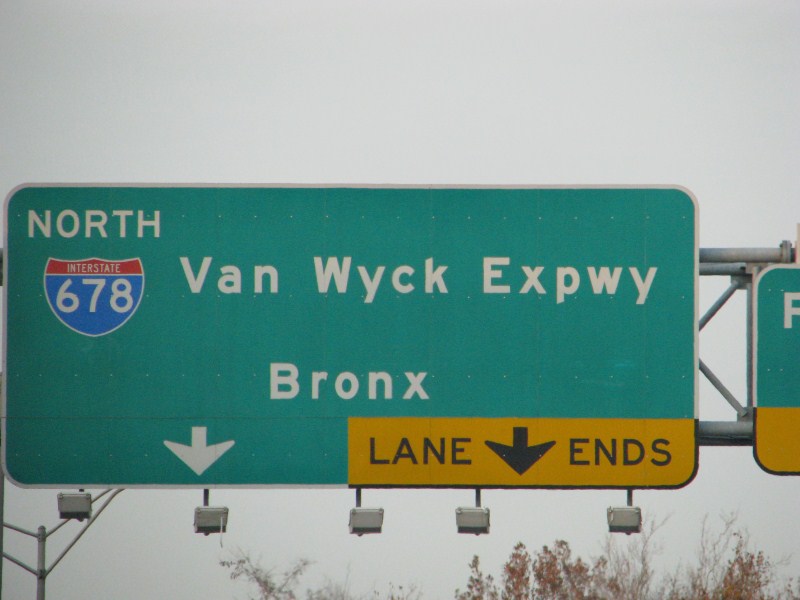 NORTH
INTERSTATE
678
Van Wyck Expwy
Bronx
LANE ENDS